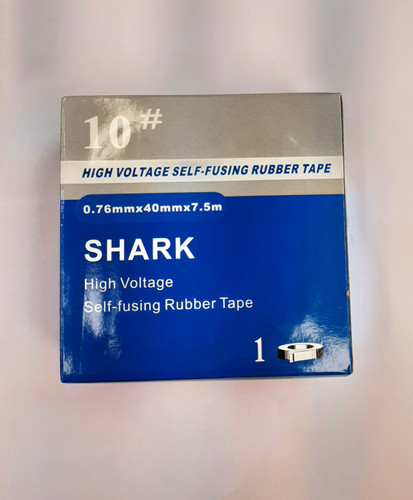 10#
HIGH VOLTAGE SELF-FUSING RUBBER TAPE
0.76mmx40mmx7.5m
SHARK
High Voltage
Self-fusing Rubber Tape
1